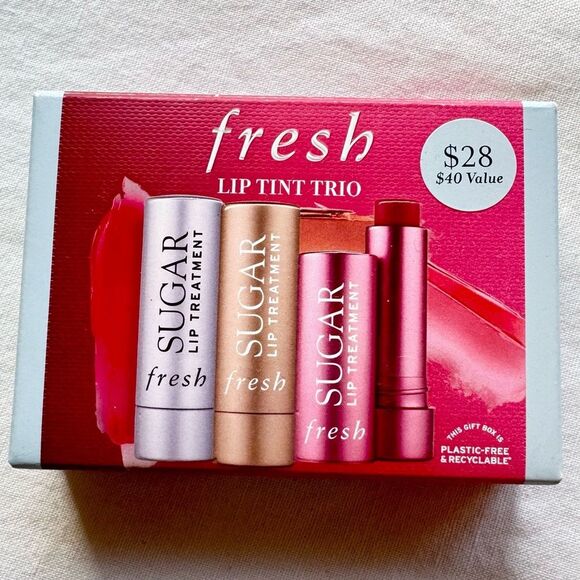 fresh
LIP TINT TRIO
$28
$40 Value
SUGAR
LIP TREATMENT
fresh
SUGAR
LIP TREATMENT
fresh
SUGAR
LIP TREATMENT
fresh
THIS GIFT BOX IS
PLASTIC-FREE
& RECYCLABLE*